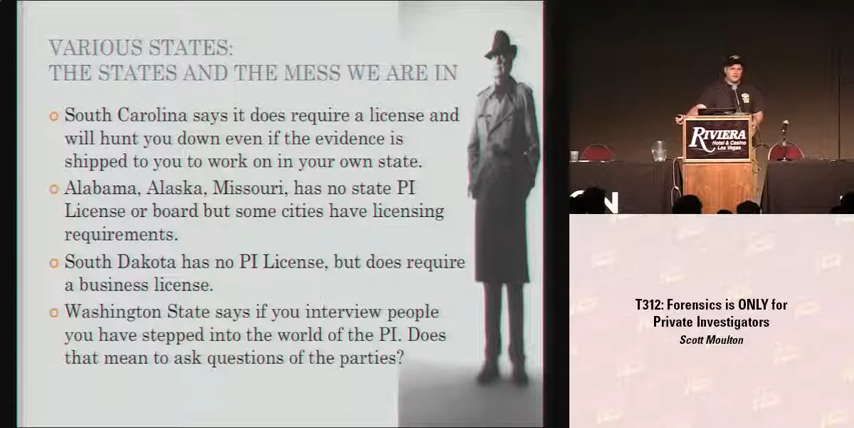 VARIOUS STATES:
THE STATES AND THE MESS WE ARE IN
South Carolina says it does require a license and
will hunt you down even if the evidence is
shipped to you to work on in your own state.
Alabama, Alaska, Missouri, has no state PI
License or board but some cities have licensing
requirements.
South Dakota has no PI License, but does require
a business license.
Washington State says if you interview people
you have stepped into the world of the PI. Does
that mean to ask questions of the parties?
RIVIERA
Hotel & Casino
Las Vegas
ON
T312: Forensics is ONLY for
Private Investigators
Scott Moulton